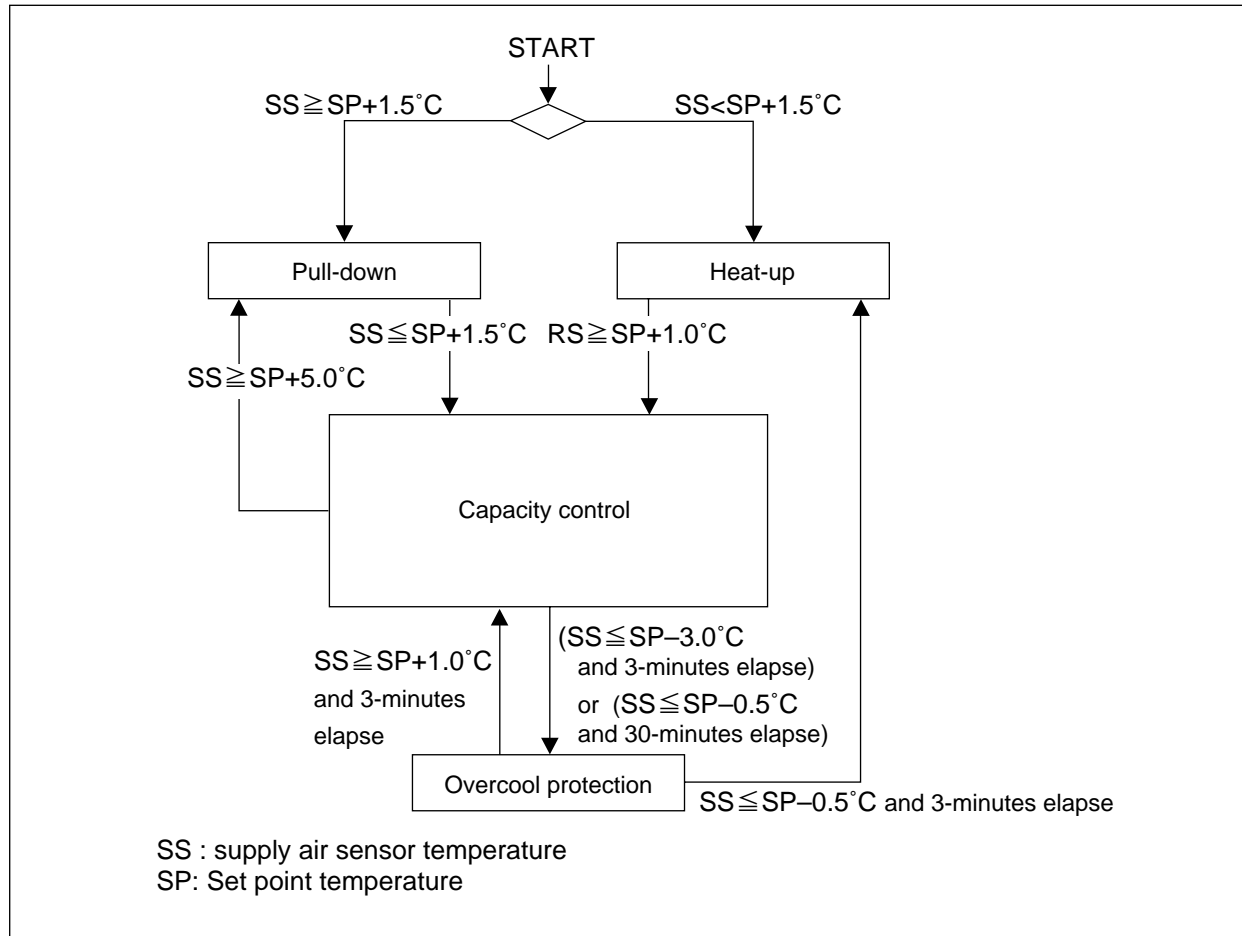 START
SS≧SP+1.5˚C
SS<SP+1.5˚C
Pull-down
Heat-up
SS≦SP+1.5˚C
RS≧SP+1.0˚C
SS≧SP+5.0˚C
Capacity control
SS≧SP+1.0˚C
and 3-minutes
elapse
(SS≦SP–3.0˚C
and 3-minutes elapse)
or (SS≦SP–0.5˚C
and 30-minutes elapse)
Overcool protection
SS≦SP–0.5˚C and 3-minutes elapse
SS : supply air sensor temperature
SP: Set point temperature